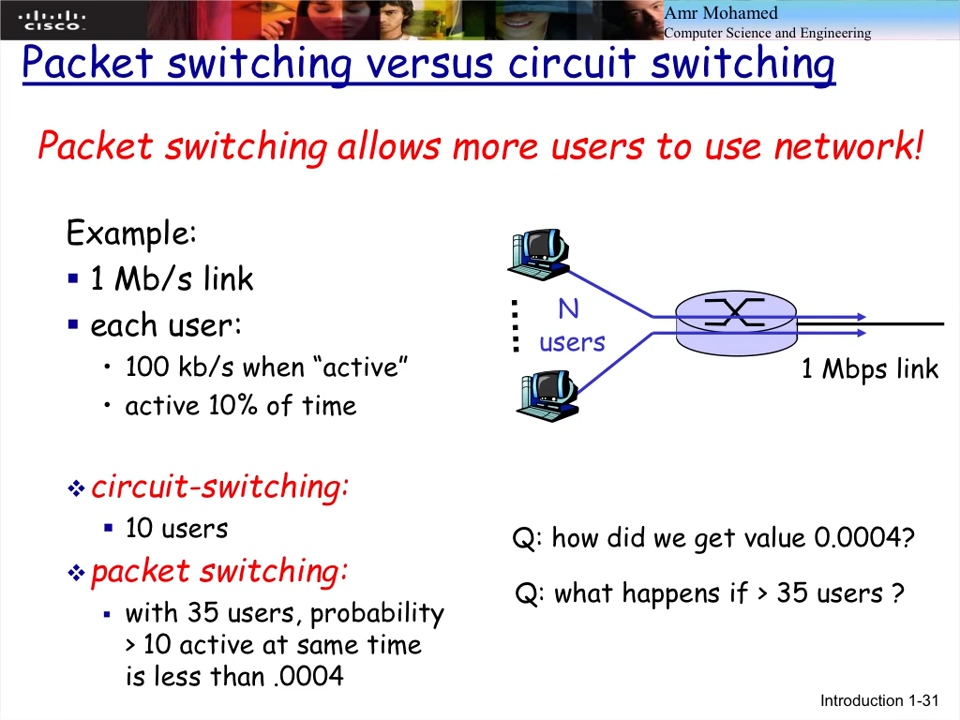 CISCO
Amr Mohamed
Computer Science and Engineering
Packet switching versus circuit switching
Packet switching allows more users to use network!
Example:
▪ 1 Mb/s link
▪ each user:
• 100 kb/s when “active”
• active 10% of time
❖ circuit-switching:
▪ 10 users
❖ packet switching:
▪ with 35 users, probability
> 10 active at same time
is less than .0004
N
users
1 Mbps link
Q: how did we get value 0.0004?
Q: what happens if > 35 users ?
Introduction 1-31